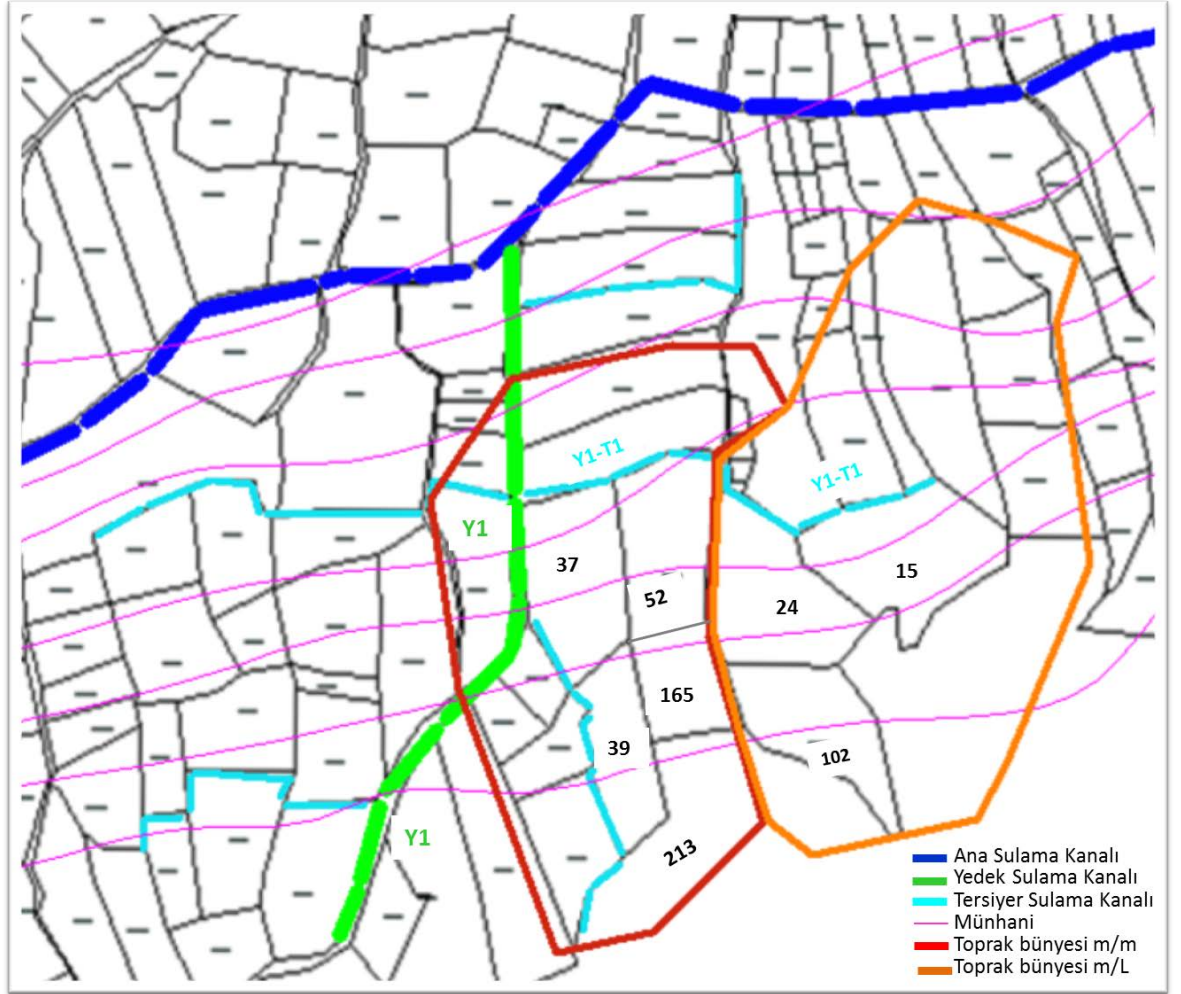 Y1-T1
Y1-T1
Y1
37
15
52
24
165
39
102
Y1
213
Ana Sulama Kanalı
Yedek Sulama Kanalı
Tersiyer Sulama Kanalı
Münhani
Toprak bünyesi m/m
Toprak bünyesi m/L